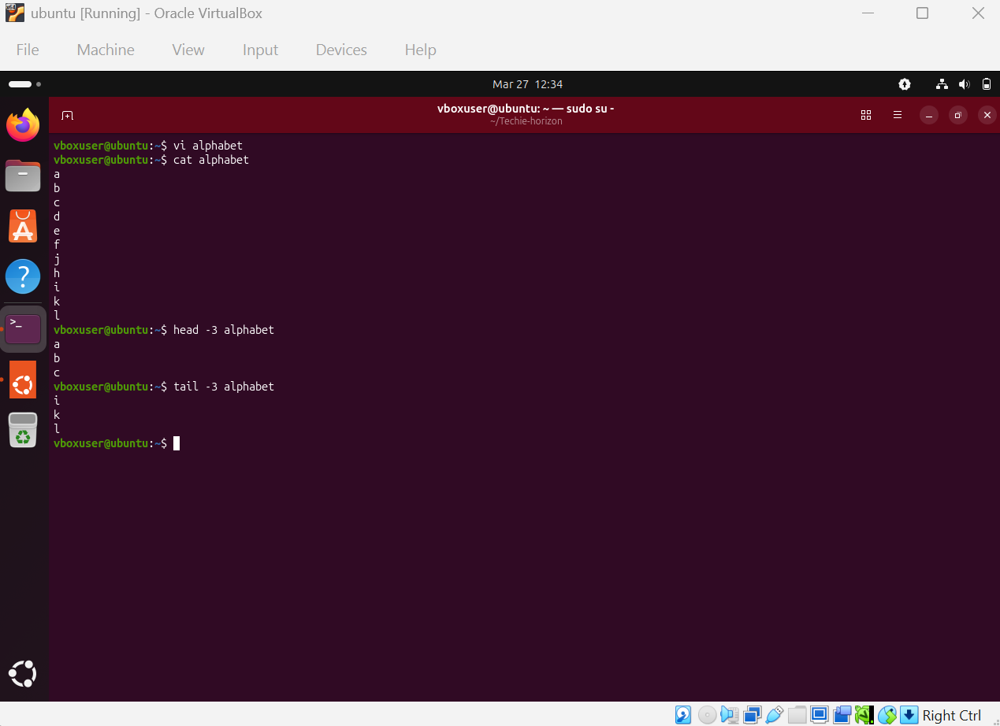 ubuntu [Running] - Oracle VirtualBox
File Machine View Input Devices Help
Mar 27 12:34
vboxuser@ubuntu: ~ — sudo su -
~/Techie-horizon
vboxuser@ubuntu:~$ vi alphabet
vboxuser@ubuntu:~$ cat alphabet
a
b
c
d
e
f
j
h
i
k
l
vboxuser@ubuntu:~$ head -3 alphabet
a
b
c
vboxuser@ubuntu:~$ tail -3 alphabet
i
k
l
vboxuser@ubuntu:~$
Right Ctrl